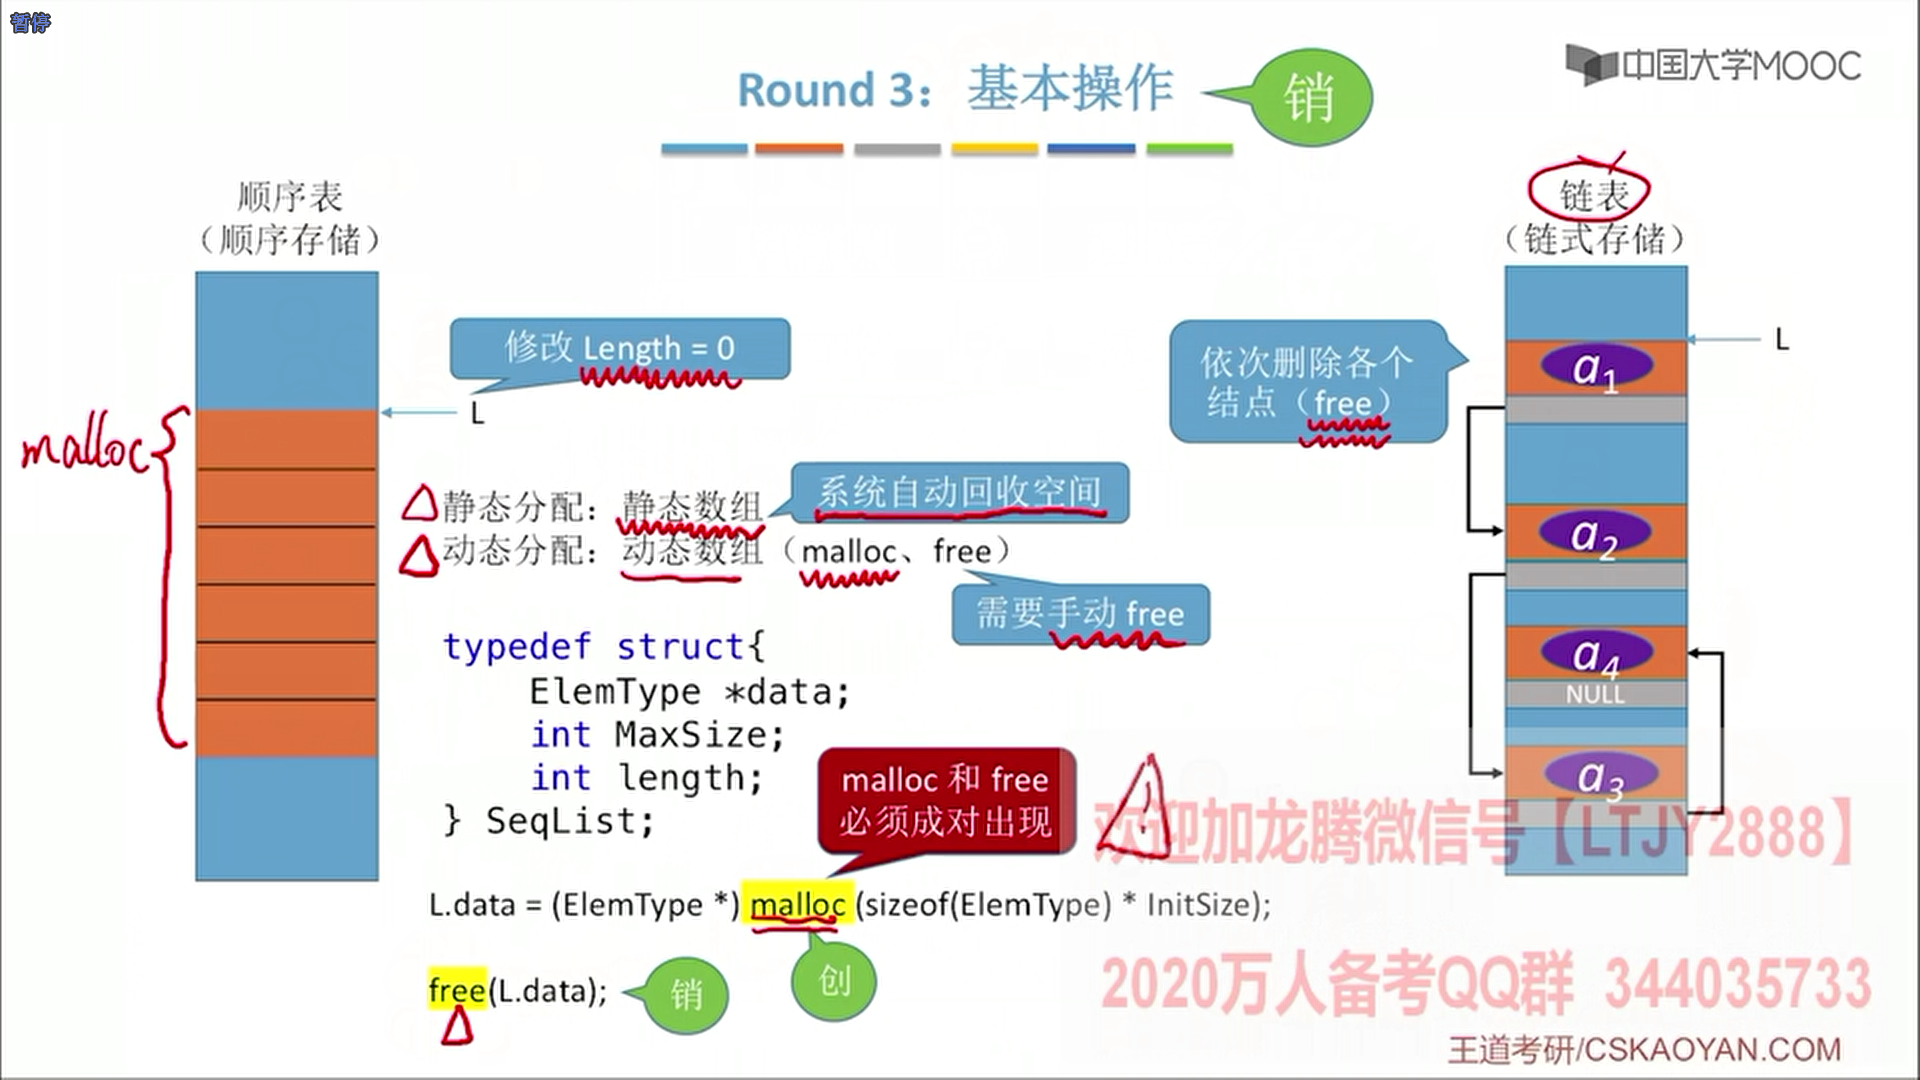 暂停
Round 3：基本操作
销
中国大学MOOC
顺序表
（顺序存储）
链表
（链式存储）
修改 Length = 0
L
malloc
依次删除各个
结点（free）
L
a1
a2
a4
NULL
a3
静态分配：静态数组
系统自动回收空间
动态分配：动态数组（malloc、free）
需要手动 free
typedef struct{
ElemType *data;
int MaxSize;
int length;
} SeqList;
malloc 和 free
必须成对出现
!
欢迎加龙腾微信号【LTJY2888】
L.data = (ElemType *) malloc (sizeof(ElemType) * InitSize);
创
free(L.data);
销
2020万人备考QQ群 344035733
王道考研/CSKAOYAN.COM